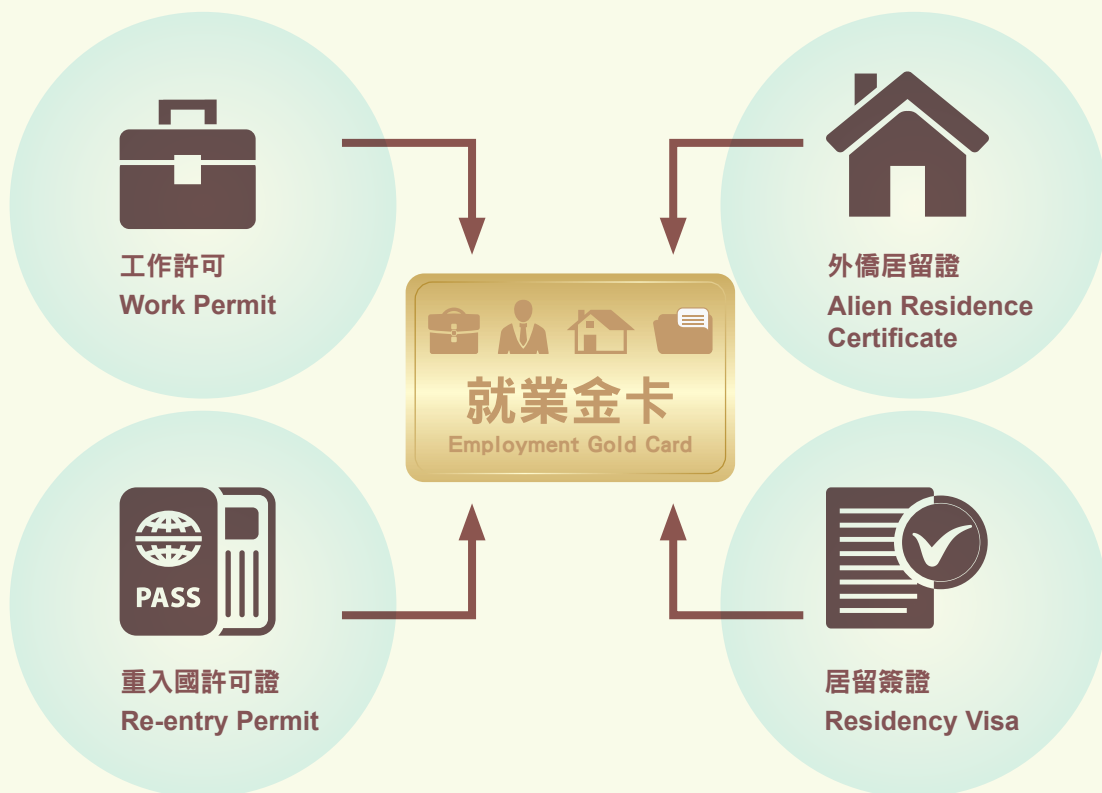 工作許可
Work Permit
外僑居留證
Alien Residence
Certificate
就業金卡
Employment Gold Card
PASS
重入國許可證
Re-entry Permit
居留簽證
Residency Visa